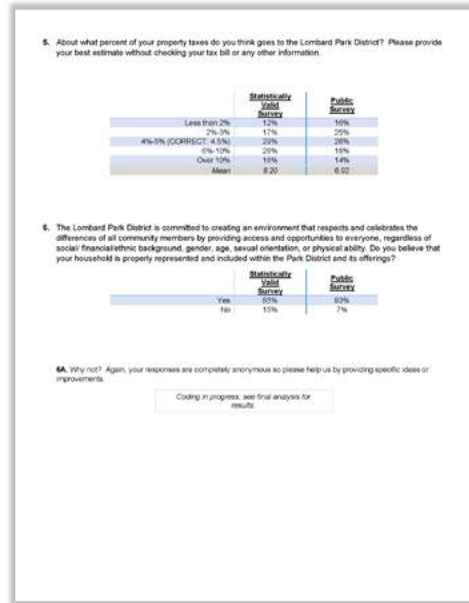 5. About what percent of your property taxes do you think goes to the Lombard Park District? Please provide
your best estimate without checking your tax bill or any other information.
Statistically
Valid
Survey
Public
Survey
Less than 2% 12% 16%
2%-3% 17% 25%
4%-5% (CORRECT: 4.5%) 29% 26%
6%-10% 26% 18%
Over 10% 16% 14%
Mean 8.20 6.92
6. The Lombard Park District is committed to creating an environment that respects and celebrates the
differences of all community members by providing access and opportunities to everyone, regardless of
social/ financial/ethnic background, gender, age, sexual orientation, or physical ability. Do you believe that
your household is properly represented and included within the Park District and its offerings?
Statistically
Valid
Survey
Public
Survey
Yes 85% 93%
No 15% 7%
6A. Why not? Again, your responses are completely anonymous so please help us by providing specific ideas or
improvements.
Coding in progress, see final analysis for
results.